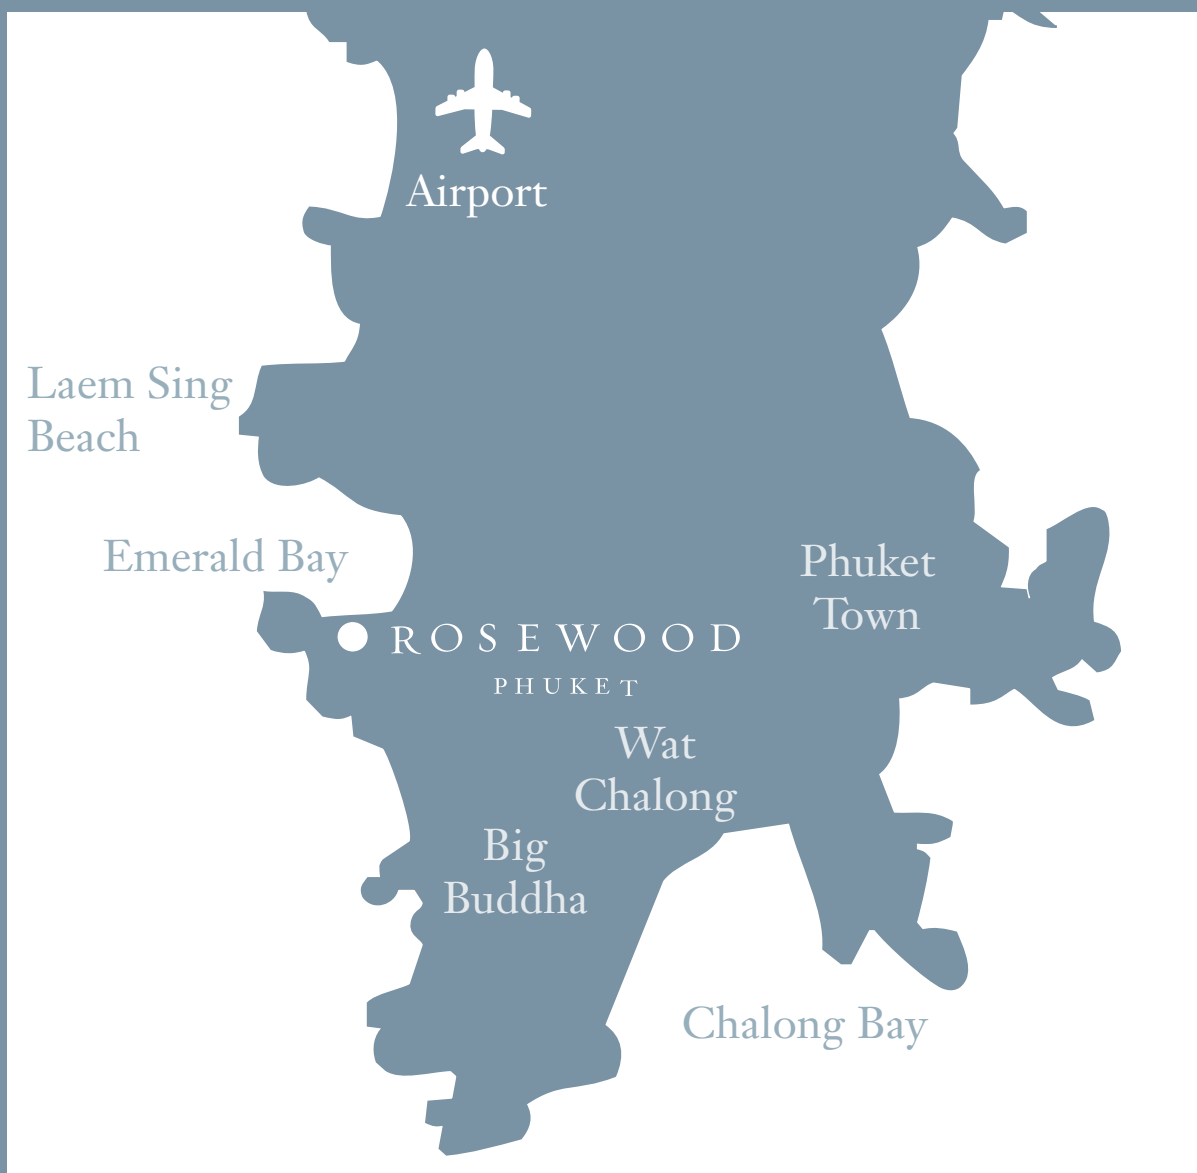 Airport
Laem Sing
Beach
Emerald Bay
Phuket
Town
ROSEWOOD
PHUKET
Wat
Chalong
Big
Buddha
Chalong Bay